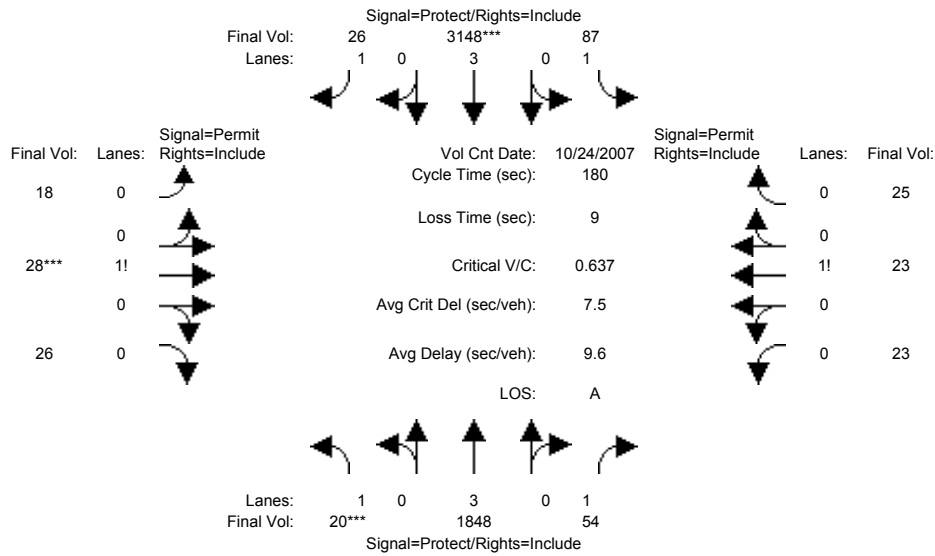 Signal=Protect/Rights=Include
Final Vol: 26 3148*** 87
Lanes: 1 0 3 0 1
Signal=Permit
Final Vol: Lanes: Rights=Include
Vol Cnt Date: 10/24/2007
Signal=Permit
Rights=Include Lanes: Final Vol:
Cycle Time (sec): 180
18 0
0 25
Loss Time (sec): 9
0
0
28*** 1!
Critical V/C: 0.637
1! 23
0
Avg Crit Del (sec/veh): 7.5
0
26 0
Avg Delay (sec/veh): 9.6
0 23
LOS: A
Lanes: 1 0 3 0 1
Final Vol: 20*** 1848 54
Signal=Protect/Rights=Include